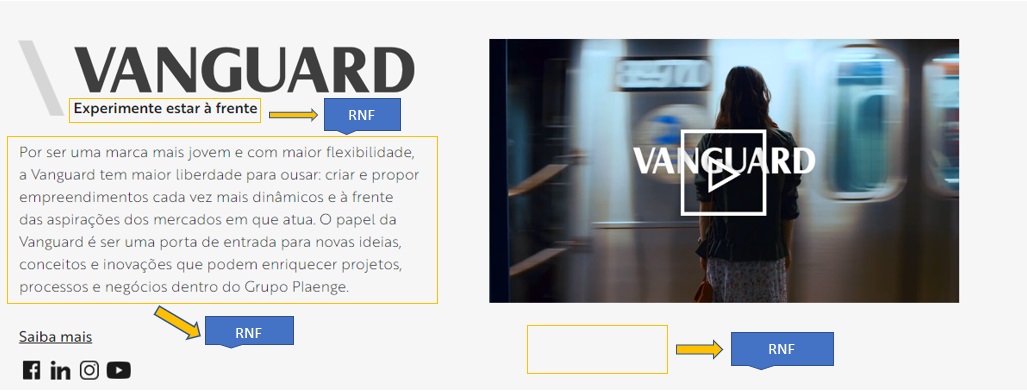 VANGUARD
Experimente estar à frente
RNF
Por ser uma marca mais jovem e com maior flexibilidade,
a Vanguard tem maior liberdade para ousar: criar e propor
empreendimentos cada vez mais dinâmicos e à frente
das aspirações dos mercados em que atua. O papel da
Vanguard é ser uma porta de entrada para novas ideias,
conceitos e inovações que podem enriquecer projetos,
processos e negócios dentro do Grupo Plaenge.
RNF
Saiba mais
VANGUARD
RNF